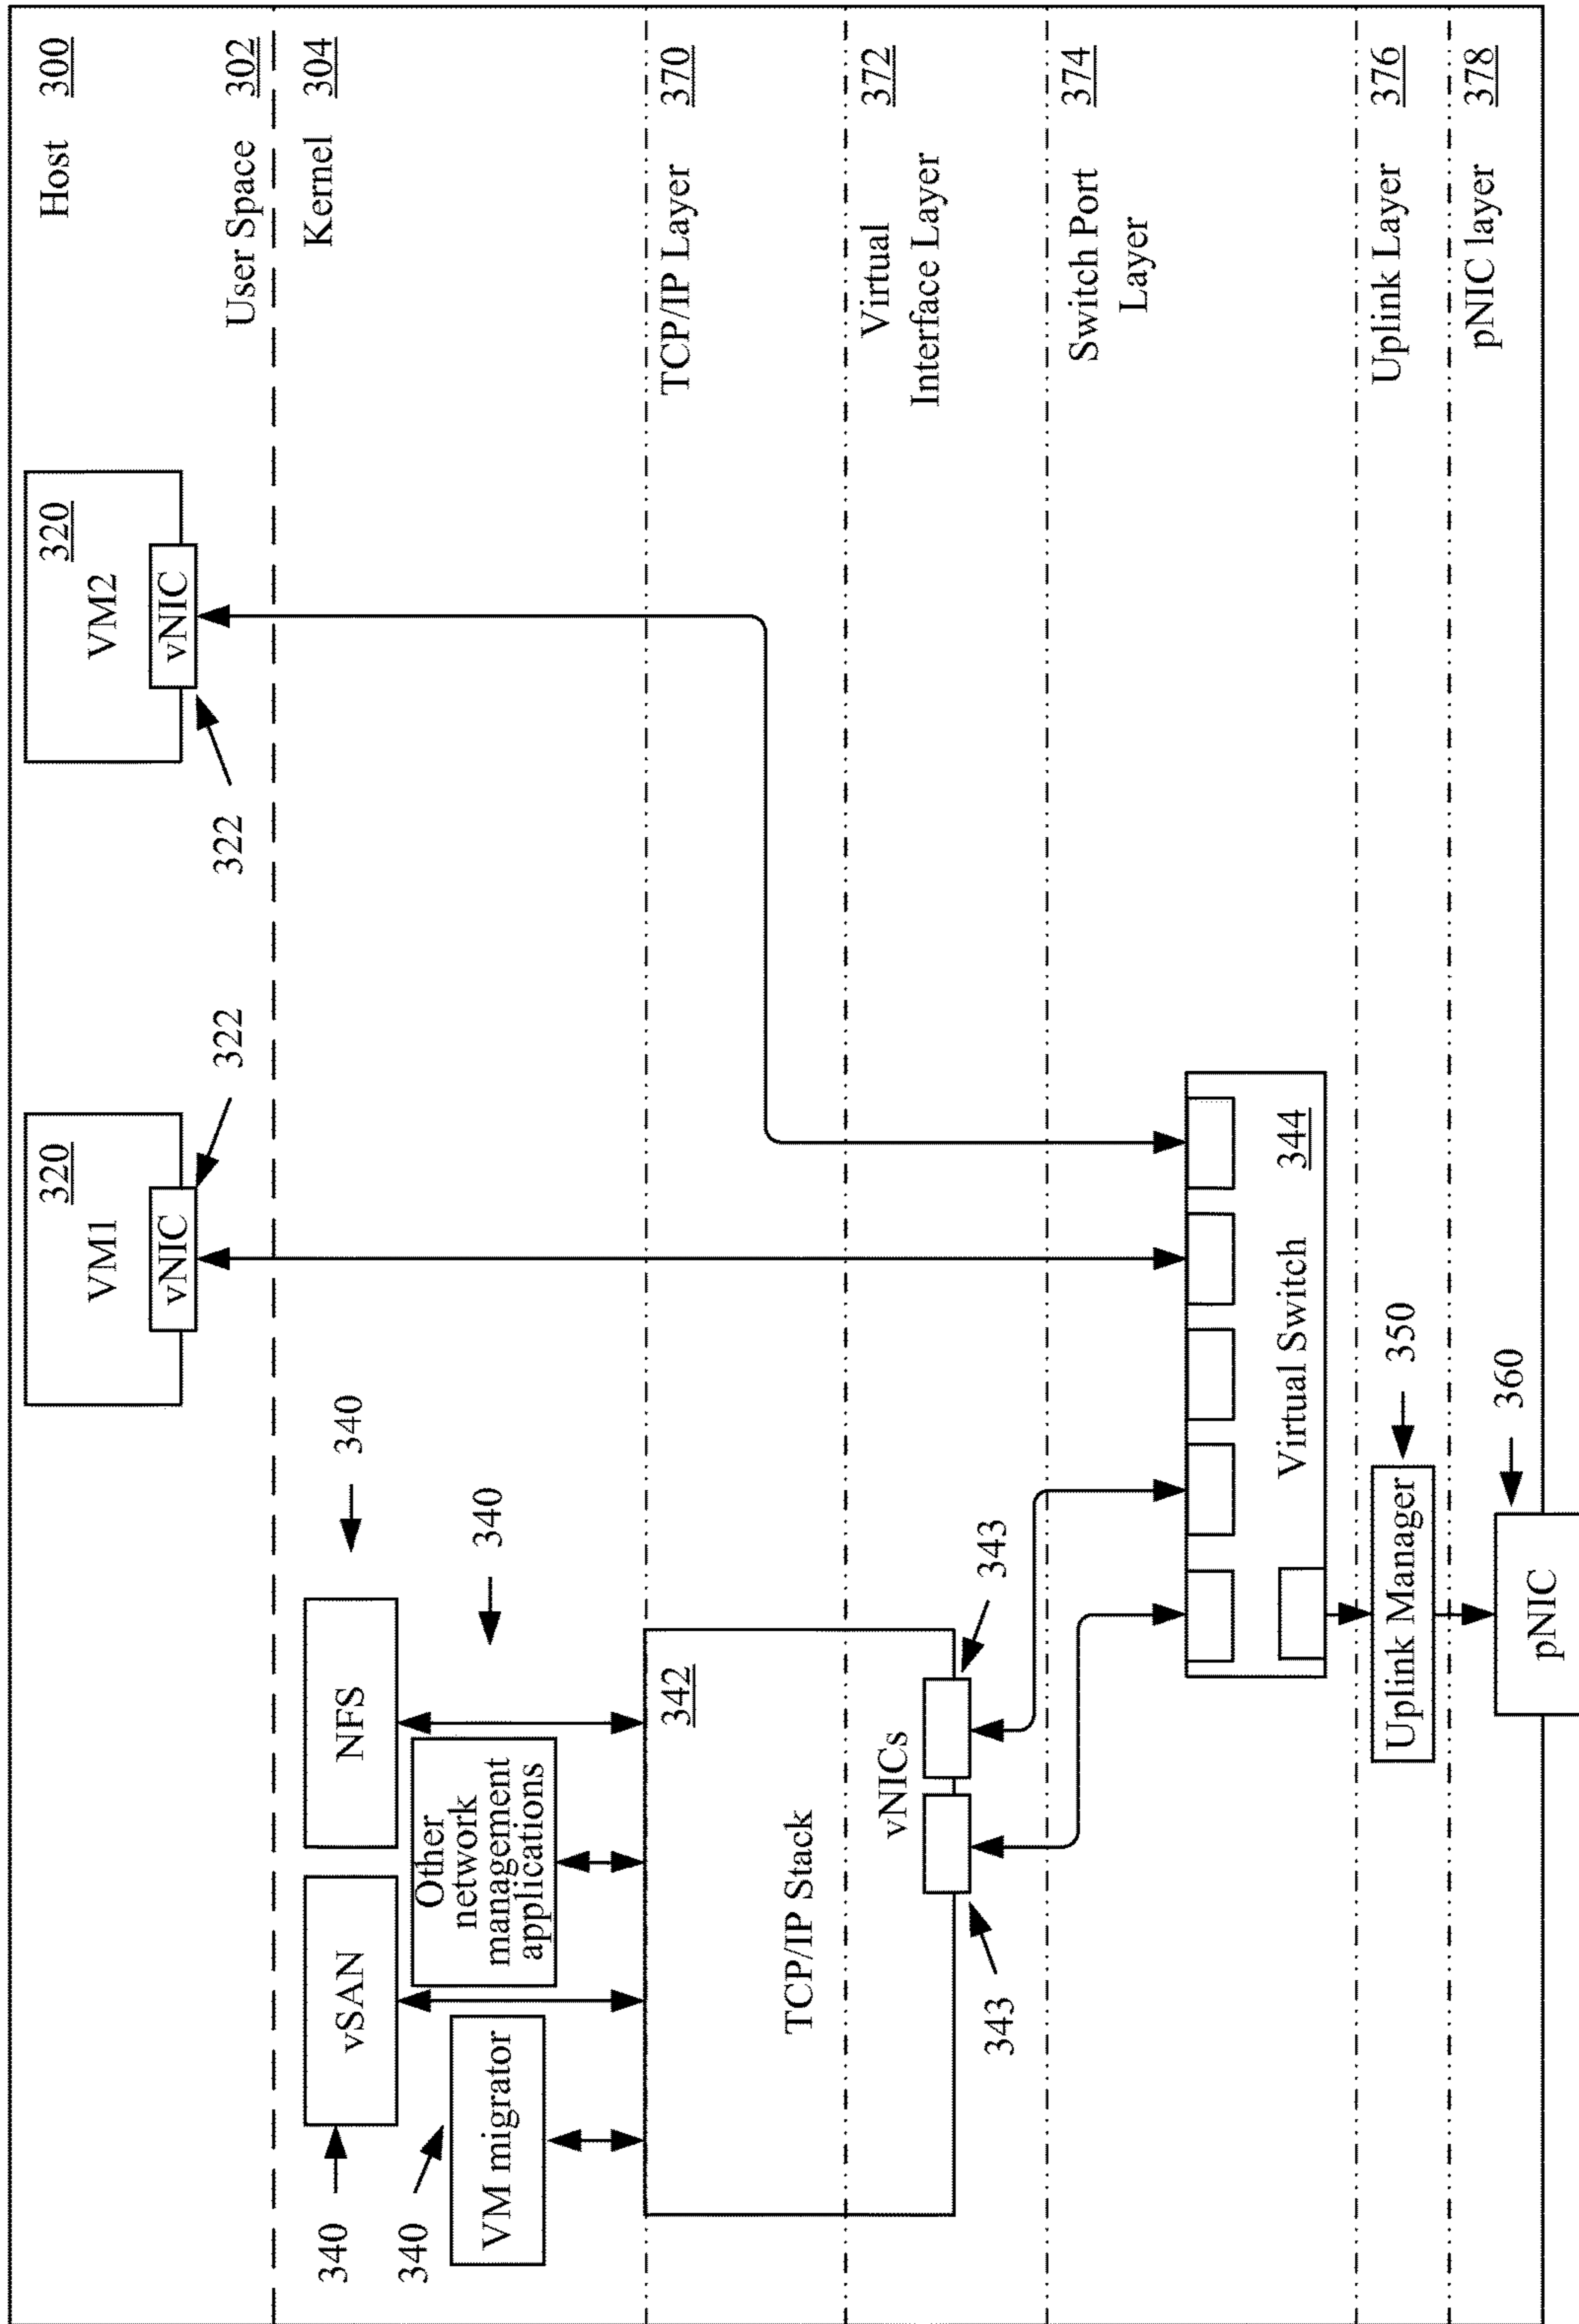 Host 300
User Space 302
Kernel 304
TCP/IP Layer 370
Virtual
Interface Layer
372
Switch Port
Layer
374
Uplink Layer 376
pNIC layer 378
320
VM1
vNIC
322
320
VM2
vNIC
322
340
vSAN
NFS
340
340
VM migrator
Other
network
management
applications
340
342
TCP/IP Stack
vNICs
343
343
344
Virtual Switch
Uplink Manager
350
pNIC
360